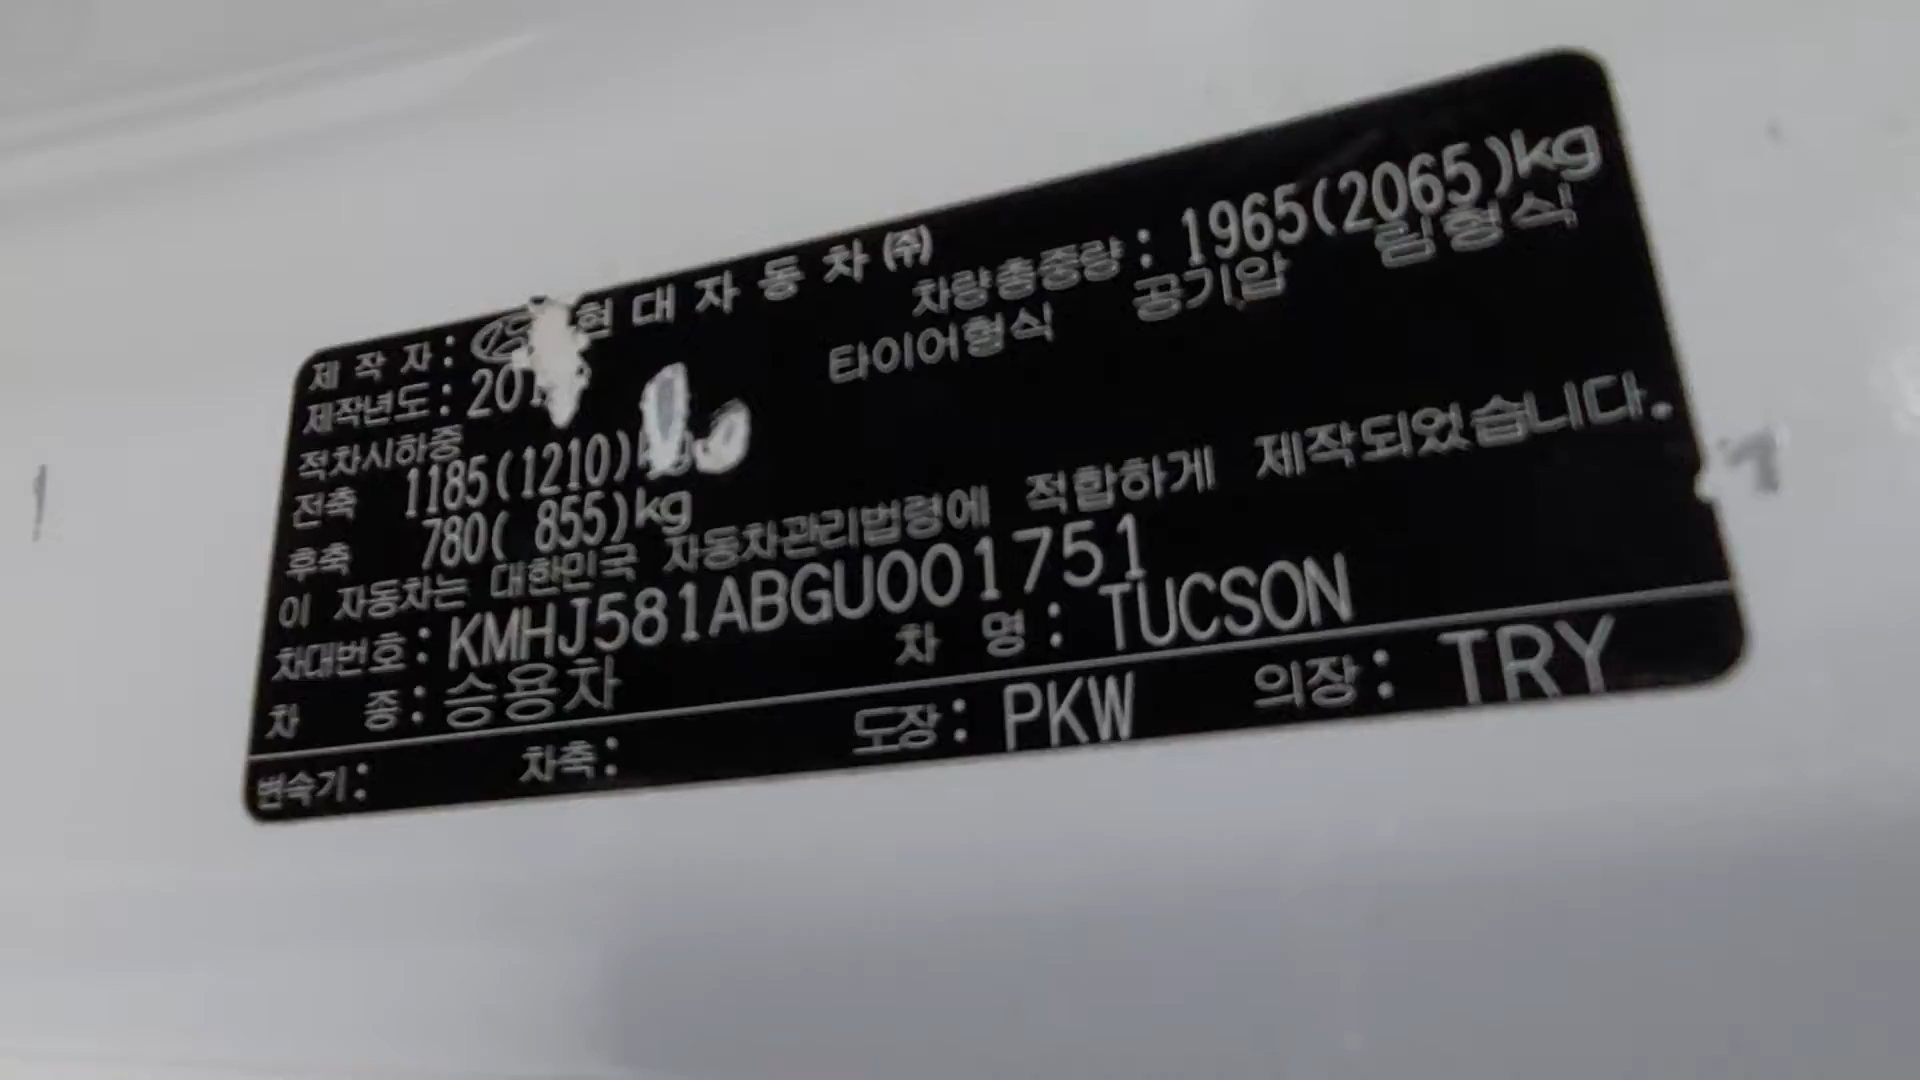 제 작 자: 현 대 자 동 차 ㈜
제작년도: 차량총중량: 1965(2065)kg
적차시하중 타이어형식 공기압 림형식
전축 1185(1210)
후축 780( 855)kg
이 자동차는 대한민국 자동차관리법령에 적합하게 제작되었습니다.
차대번호: KMHJ581ABGU001751
차 종: 승용차 차 명: TUCSON
변속기: 차축: 도장: PKW 의장: TRY